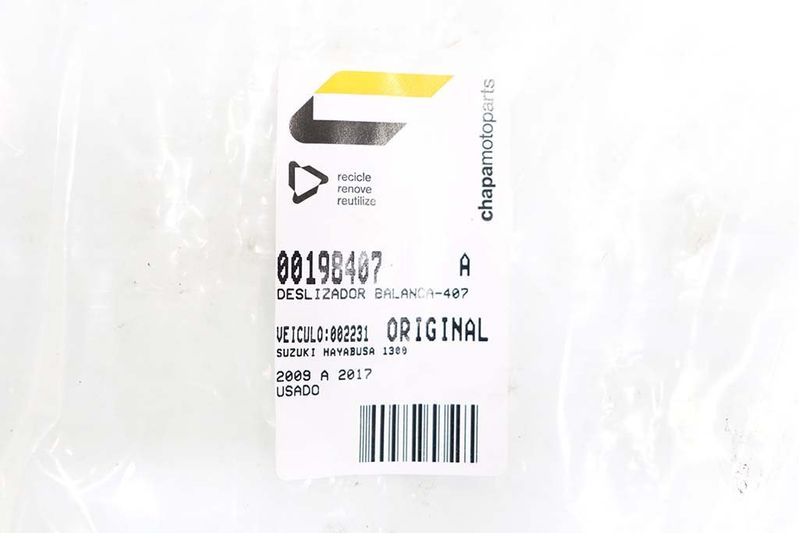 chapamotoparts
recicle
renove
reutilize
00198407 A
DESLIZADOR BALANCA-407
VEICULO:002231 ORIGINAL
SUZUKI HAYABUSA 1300
2009 A 2017
USADO